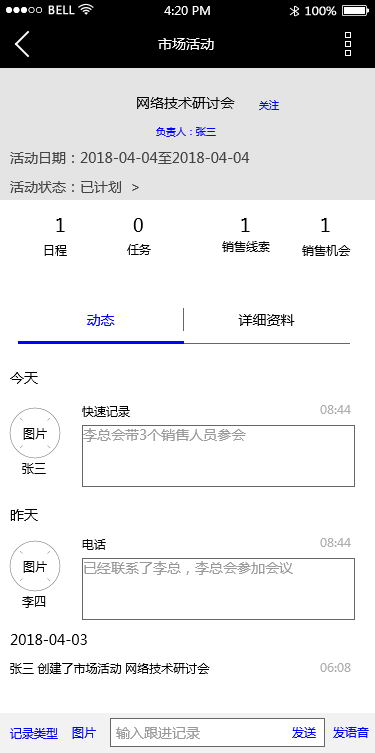 BELL 4:20 PM 100%
市场活动
网络技术研讨会 关注
负责人：张三
活动日期：2018-04-04至2018-04-04
活动状态：已计划 >
1 0 1 1
日程 任务 销售线索 销售机会
动态 详细资料
今天
快速记录 08:44
图片 李总会带3个销售人员参会
张三
昨天
电话 08:44
图片 已经联系了李总，李总会参加会议
李四
2018-04-03
张三 创建了市场活动 网络技术研讨会 06:08
记录类型 图片 输入跟进记录 发送 发语音